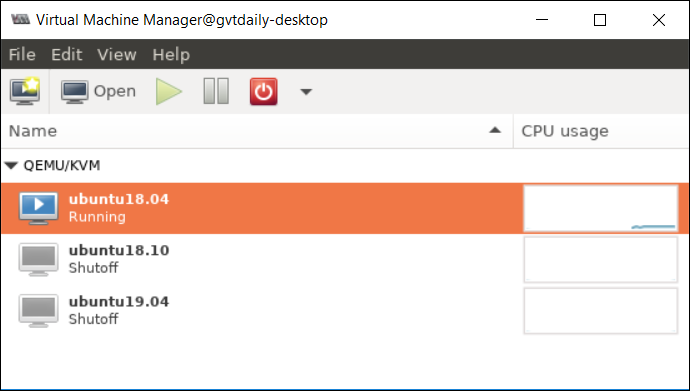 Virtual Machine Manager@gvtdaily-desktop
File Edit View Help
Open
Name CPU usage
QEMU/KVM
ubuntu18.04
Running
ubuntu18.10
Shutoff
ubuntu19.04
Shutoff